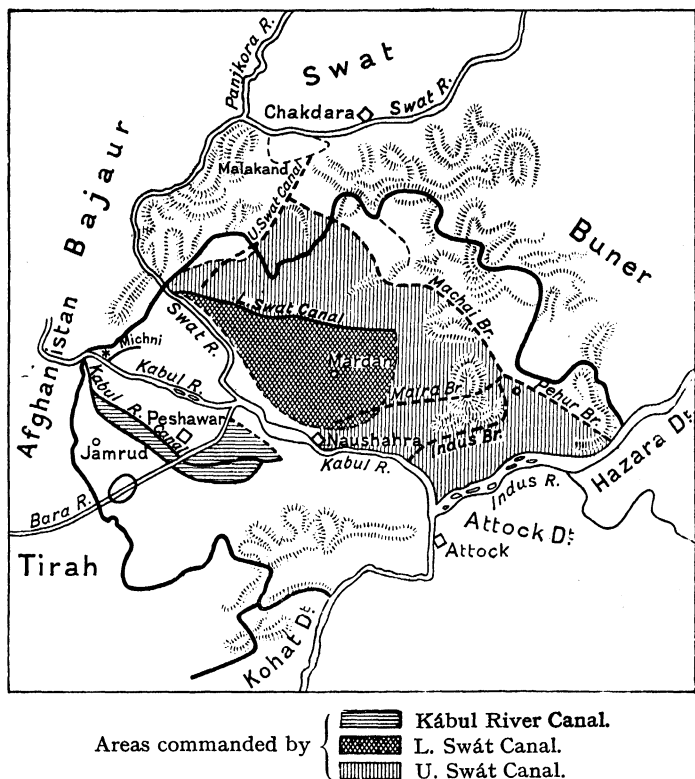 Panjkora R.
Swat
Chakdara
Swat R.
Malakand
U. Swat Canal
Bajaur
Buner
Afghanistan
L. Swat Canal
Machai Br.
Swat R.
Michni
Mardan
Kabul R.
Maira Br.
Pehur Br.
Kabul R. Canal
Peshawar
Naushahra
Indus Br.
Jamrud
Kabul R.
Indus R.
Hazara Dt.
Bara R.
Attock Dt.
Attock
Tirah
Kohat Dt.
Areas commanded by
Kábul River Canal.
L. Swát Canal.
U. Swát Canal.